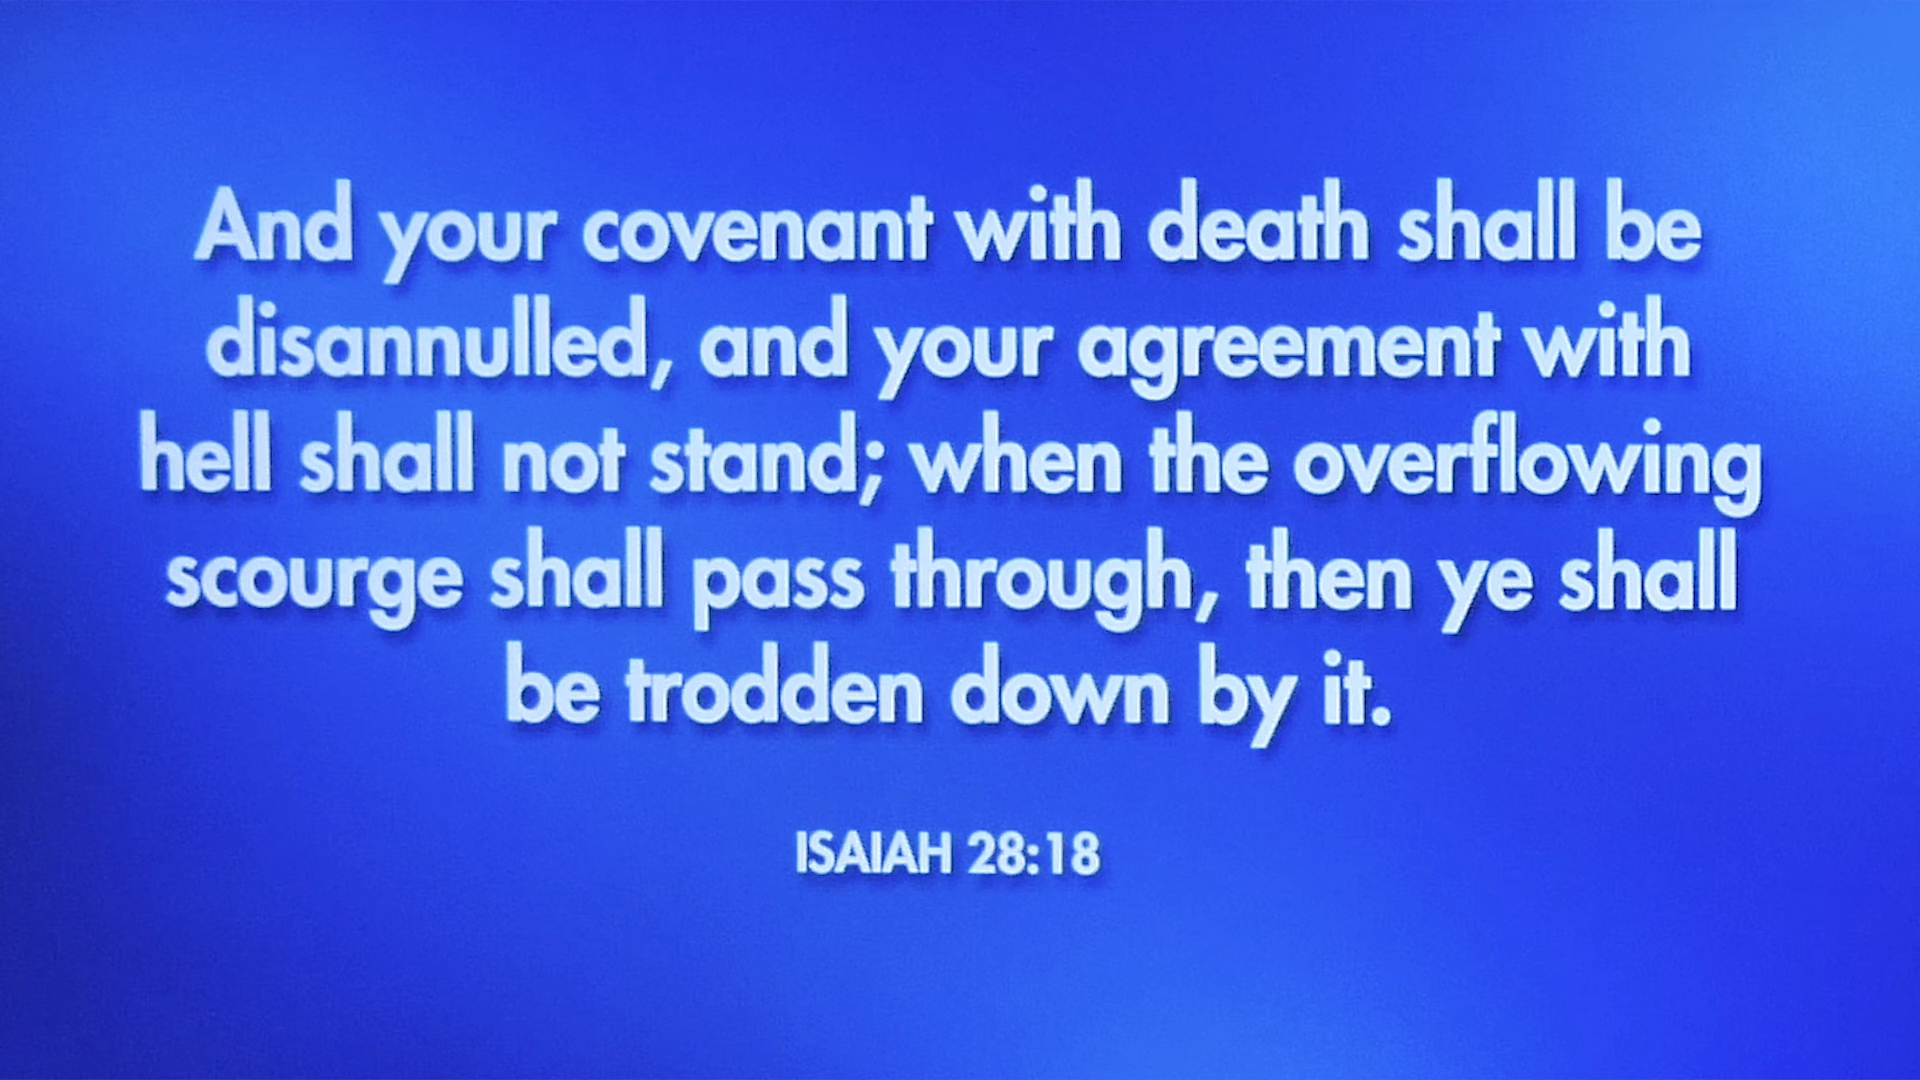 And your covenant with death shall be
disannulled, and your agreement with
hell shall not stand; when the overflowing
scourge shall pass through, then ye shall
be trodden down by it.
ISAIAH 28:18